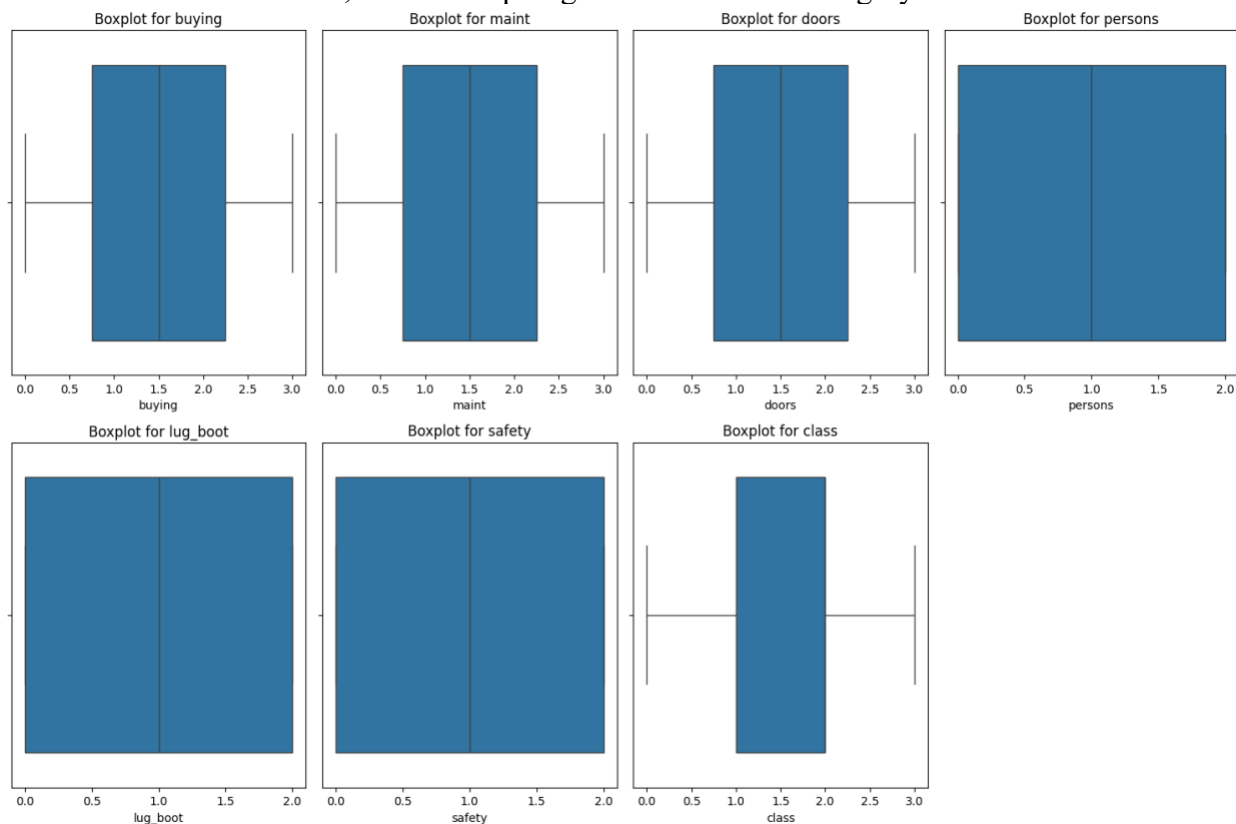 Boxplot for buying
Boxplot for maint
Boxplot for doors
Boxplot for persons
0.0 0.5 1.0 1.5 2.0 2.5 3.0
buying
0.0 0.5 1.0 1.5 2.0 2.5 3.0
maint
0.0 0.5 1.0 1.5 2.0 2.5 3.0
doors
0.0 0.5 1.0 1.5 2.0
persons
Boxplot for lug_boot
Boxplot for safety
Boxplot for class
0.0 0.5 1.0 1.5 2.0
lug_boot
0.0 0.5 1.0 1.5 2.0
safety
0.0 0.5 1.0 1.5 2.0 2.5 3.0
class